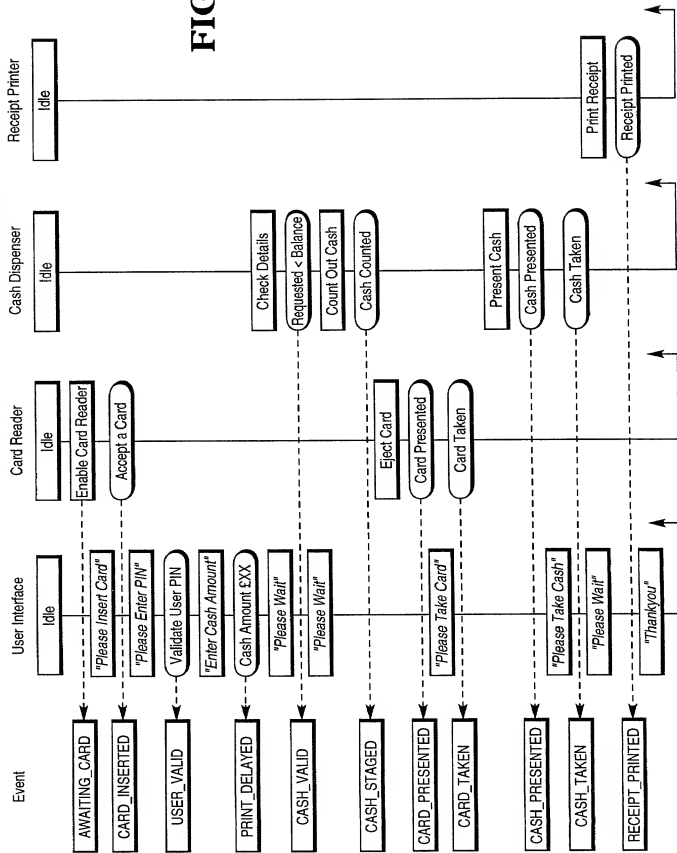 Event
User Interface
Card Reader
Cash Dispenser
Receipt Printer
FIG
Idle
Idle
Idle
Idle
AWAITING_CARD
Enable Card Reader
"Please Insert Card"
CARD_INSERTED
Accept a Card
"Please Enter PIN"
USER_VALID
Validate User PIN
"Enter Cash Amount"
PRINT_DELAYED
Cash Amount £XX
"Please Wait"
Check Details
CASH_VALID
Requested < Balance
"Please Wait"
Count Out Cash
CASH_STAGED
Cash Counted
Eject Card
CARD_PRESENTED
Card Presented
"Please Take Card"
CARD_TAKEN
Card Taken
Present Cash
CASH_PRESENTED
Cash Presented
"Please Take Cash"
CASH_TAKEN
Cash Taken
"Please Wait"
Print Receipt
RECEIPT_PRINTED
Receipt Printed
"Thankyou"